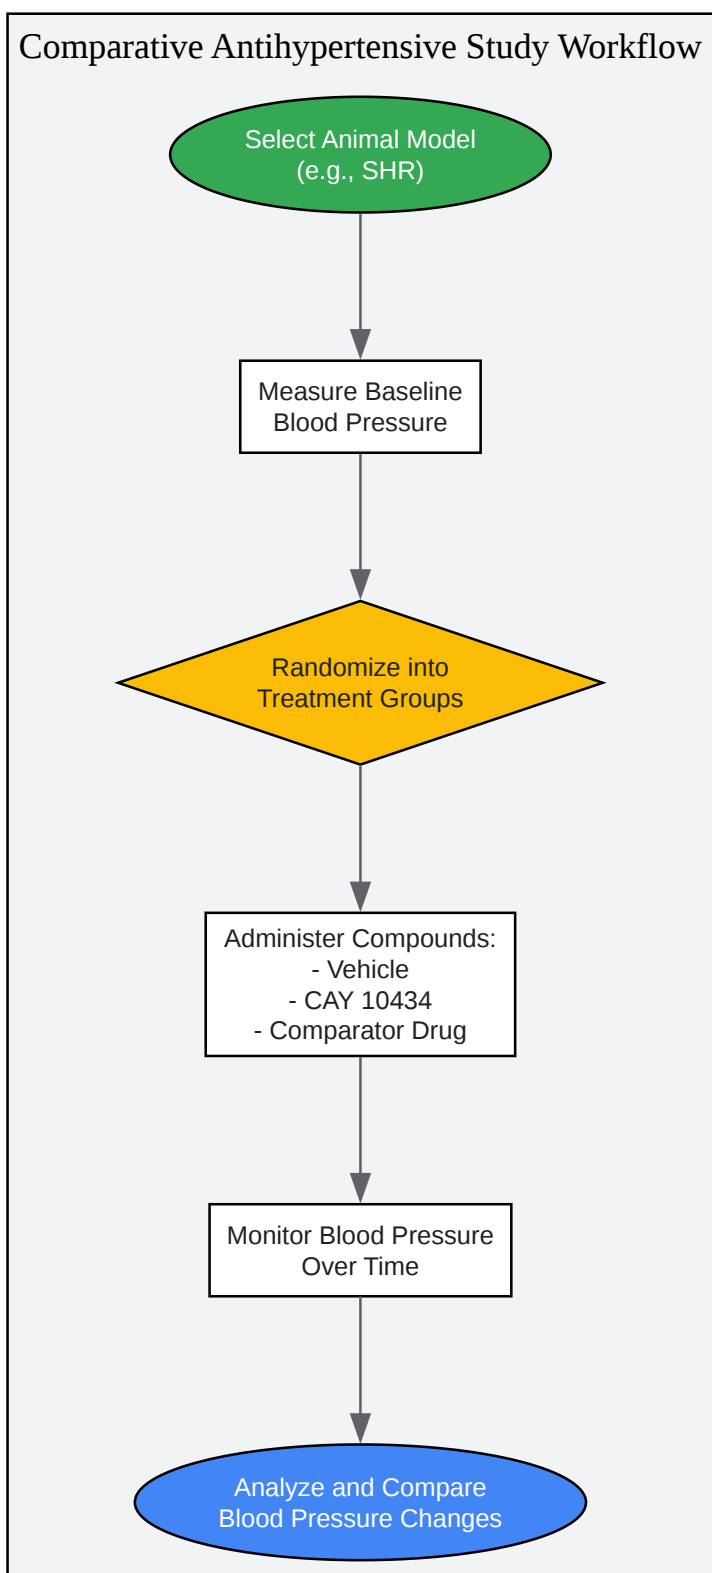 Comparative Antihypertensive Study Workflow
Select Animal Model
(e.g., SHR)
Measure Baseline
Blood Pressure
Randomize into
Treatment Groups
Administer Compounds:
- Vehicle
- CAY 10434
- Comparator Drug
Monitor Blood Pressure
Over Time
Analyze and Compare
Blood Pressure Changes